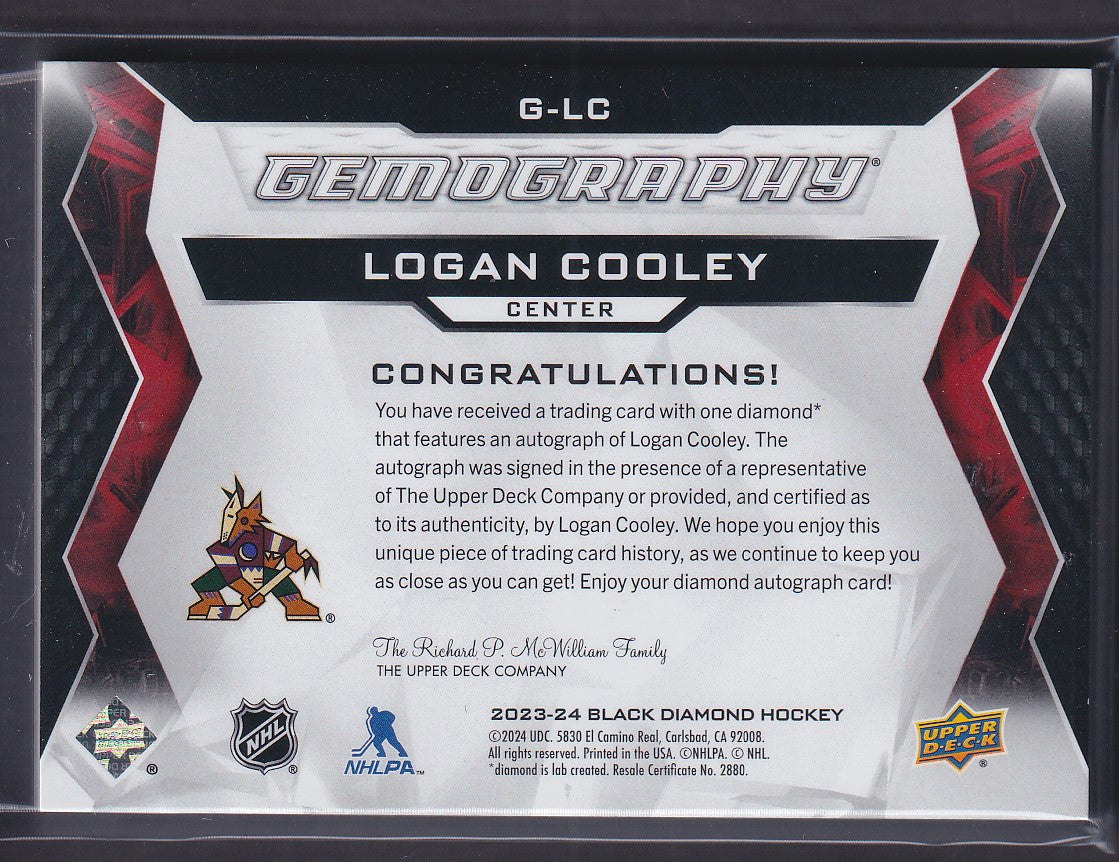 G-LC
GEMOGRAPHY®
LOGAN COOLEY
CENTER
CONGRATULATIONS!
You have received a trading card with one diamond*
that features an autograph of Logan Cooley. The
autograph was signed in the presence of a representative
of The Upper Deck Company or provided, and certified as
to its authenticity, by Logan Cooley. We hope you enjoy this
unique piece of trading card history, as we continue to keep you
as close as you can get! Enjoy your diamond autograph card!
®
The Richard P. McWilliam Family
THE UPPER DECK COMPANY
®
NHL
®
NHLPA™
2023-24 BLACK DIAMOND HOCKEY
©2024 UDC. 5830 El Camino Real, Carlsbad, CA 92008.
All rights reserved. Printed in the USA. ©NHLPA. © NHL.
*diamond is lab created. Resale Certificate No. 2880.
UPPER
D·E·C·K
®